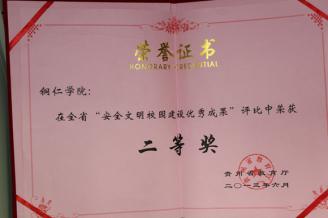 荣誉证书
HONORARY CREDENTIAL
铜仁学院：
在全省“安全文明校园建设优秀成果”评比中荣获
二等奖
贵州省教育厅
二〇一三年六月